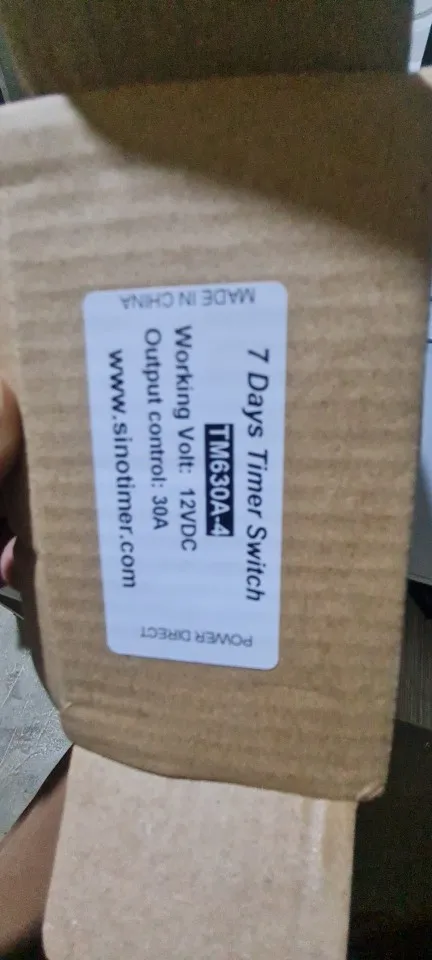 MADE IN CHINA
7 Days Timer Switch
TM630A-4
Working Volt: 12VDC
Output control: 30A
www.sinotimer.com
POWER DIRECT